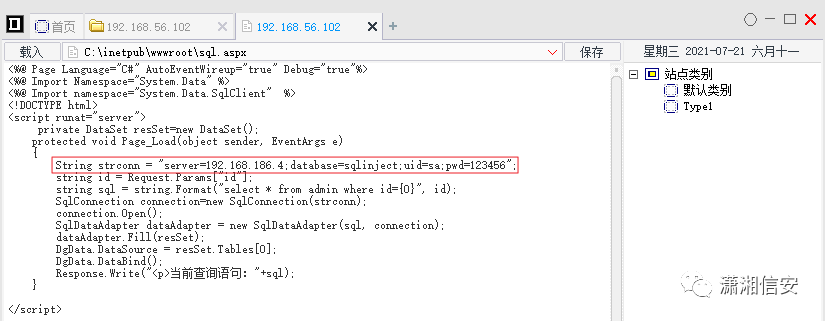 首页 192.168.56.102 192.168.56.102
载入 C:\inetpub\wwwroot\sql.aspx 保存 星期三 2021-07-21 六月十一
<%@ Page Language="C#" AutoEventWireup="true" Debug="true"%>
<%@ Import Namespace="System.Data" %>
<%@ Import namespace="System.Data.SqlClient"  %>
<!DOCTYPE html>
<script runat="server">
    private DataSet resSet=new DataSet();
   protected void Page_Load(object sender, EventArgs e)
   {
       String strconn = "server=192.168.186.4;database=sqlinject;uid=sa;pwd=123456";
       string id = Request.Params["id"];
       string sql = string.Format("select * from admin where id={0}", id);
       SqlConnection connection=new SqlConnection(strconn);
       connection.Open();
       SqlDataAdapter dataAdapter = new SqlDataAdapter(sql, connection);
       dataAdapter.Fill(resSet);
       DgData.DataSource = resSet.Tables[0];
       DgData.DataBind();
       Response.Write("<p>当前查询语句："+sql);
   }
</script>
站点类别
默认类别
Type1
潇湘信安